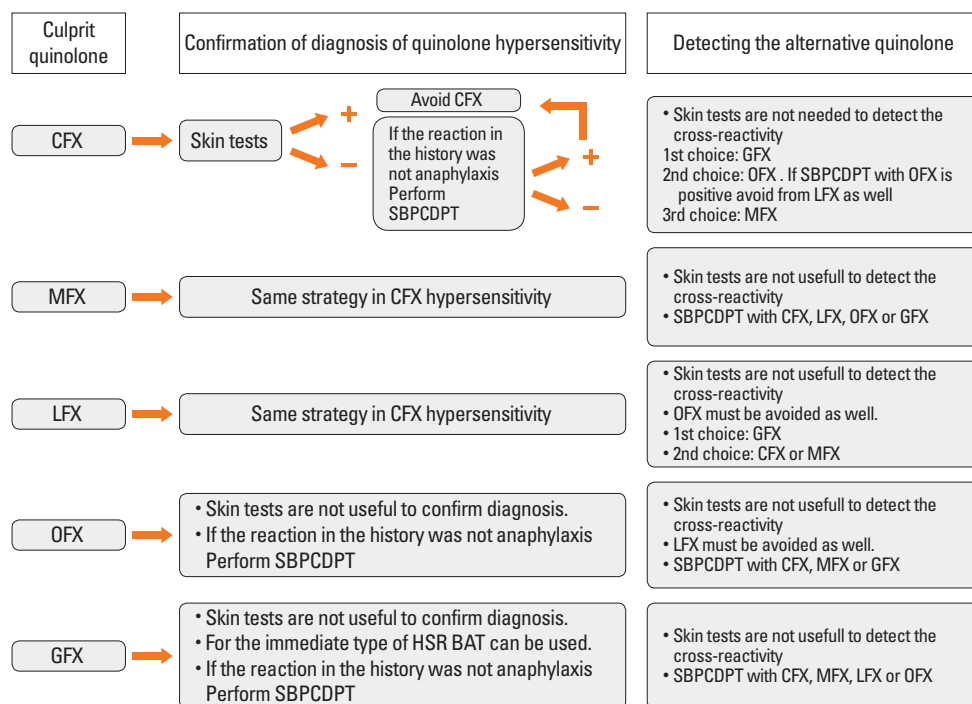 Culprit
quinolone
Confirmation of diagnosis of quinolone hypersensitivity
Detecting the alternative quinolone
CFX
Skin tests
+
−
Avoid CFX
If the reaction in
the history was
not anaphylaxis
Perform
SBPCDPT
+
−
• Skin tests are not needed to detect the
cross-reactivity
1st choice: GFX
2nd choice: OFX . If SBPCDPT with OFX is
positive avoid from LFX as well
3rd choice: MFX
MFX
Same strategy in CFX hypersensitivity
• Skin tests are not usefull to detect the
cross-reactivity
• SBPCDPT with CFX, LFX, OFX or GFX
LFX
Same strategy in CFX hypersensitivity
• Skin tests are not usefull to detect the
cross-reactivity
• OFX must be avoided as well.
• 1st choice: GFX
• 2nd choice: CFX or MFX
OFX
• Skin tests are not useful to confirm diagnosis.
• If the reaction in the history was not anaphylaxis
Perform SBPCDPT
• Skin tests are not usefull to detect the
cross-reactivity
• LFX must be avoided as well.
• SBPCDPT with CFX, MFX or GFX
GFX
• Skin tests are not useful to confirm diagnosis.
• For the immediate type of HSR BAT can be used.
• If the reaction in the history was not anaphylaxis
Perform SBPCDPT
• Skin tests are not usefull to detect the
cross-reactivity
• SBPCDPT with CFX, MFX, LFX or OFX